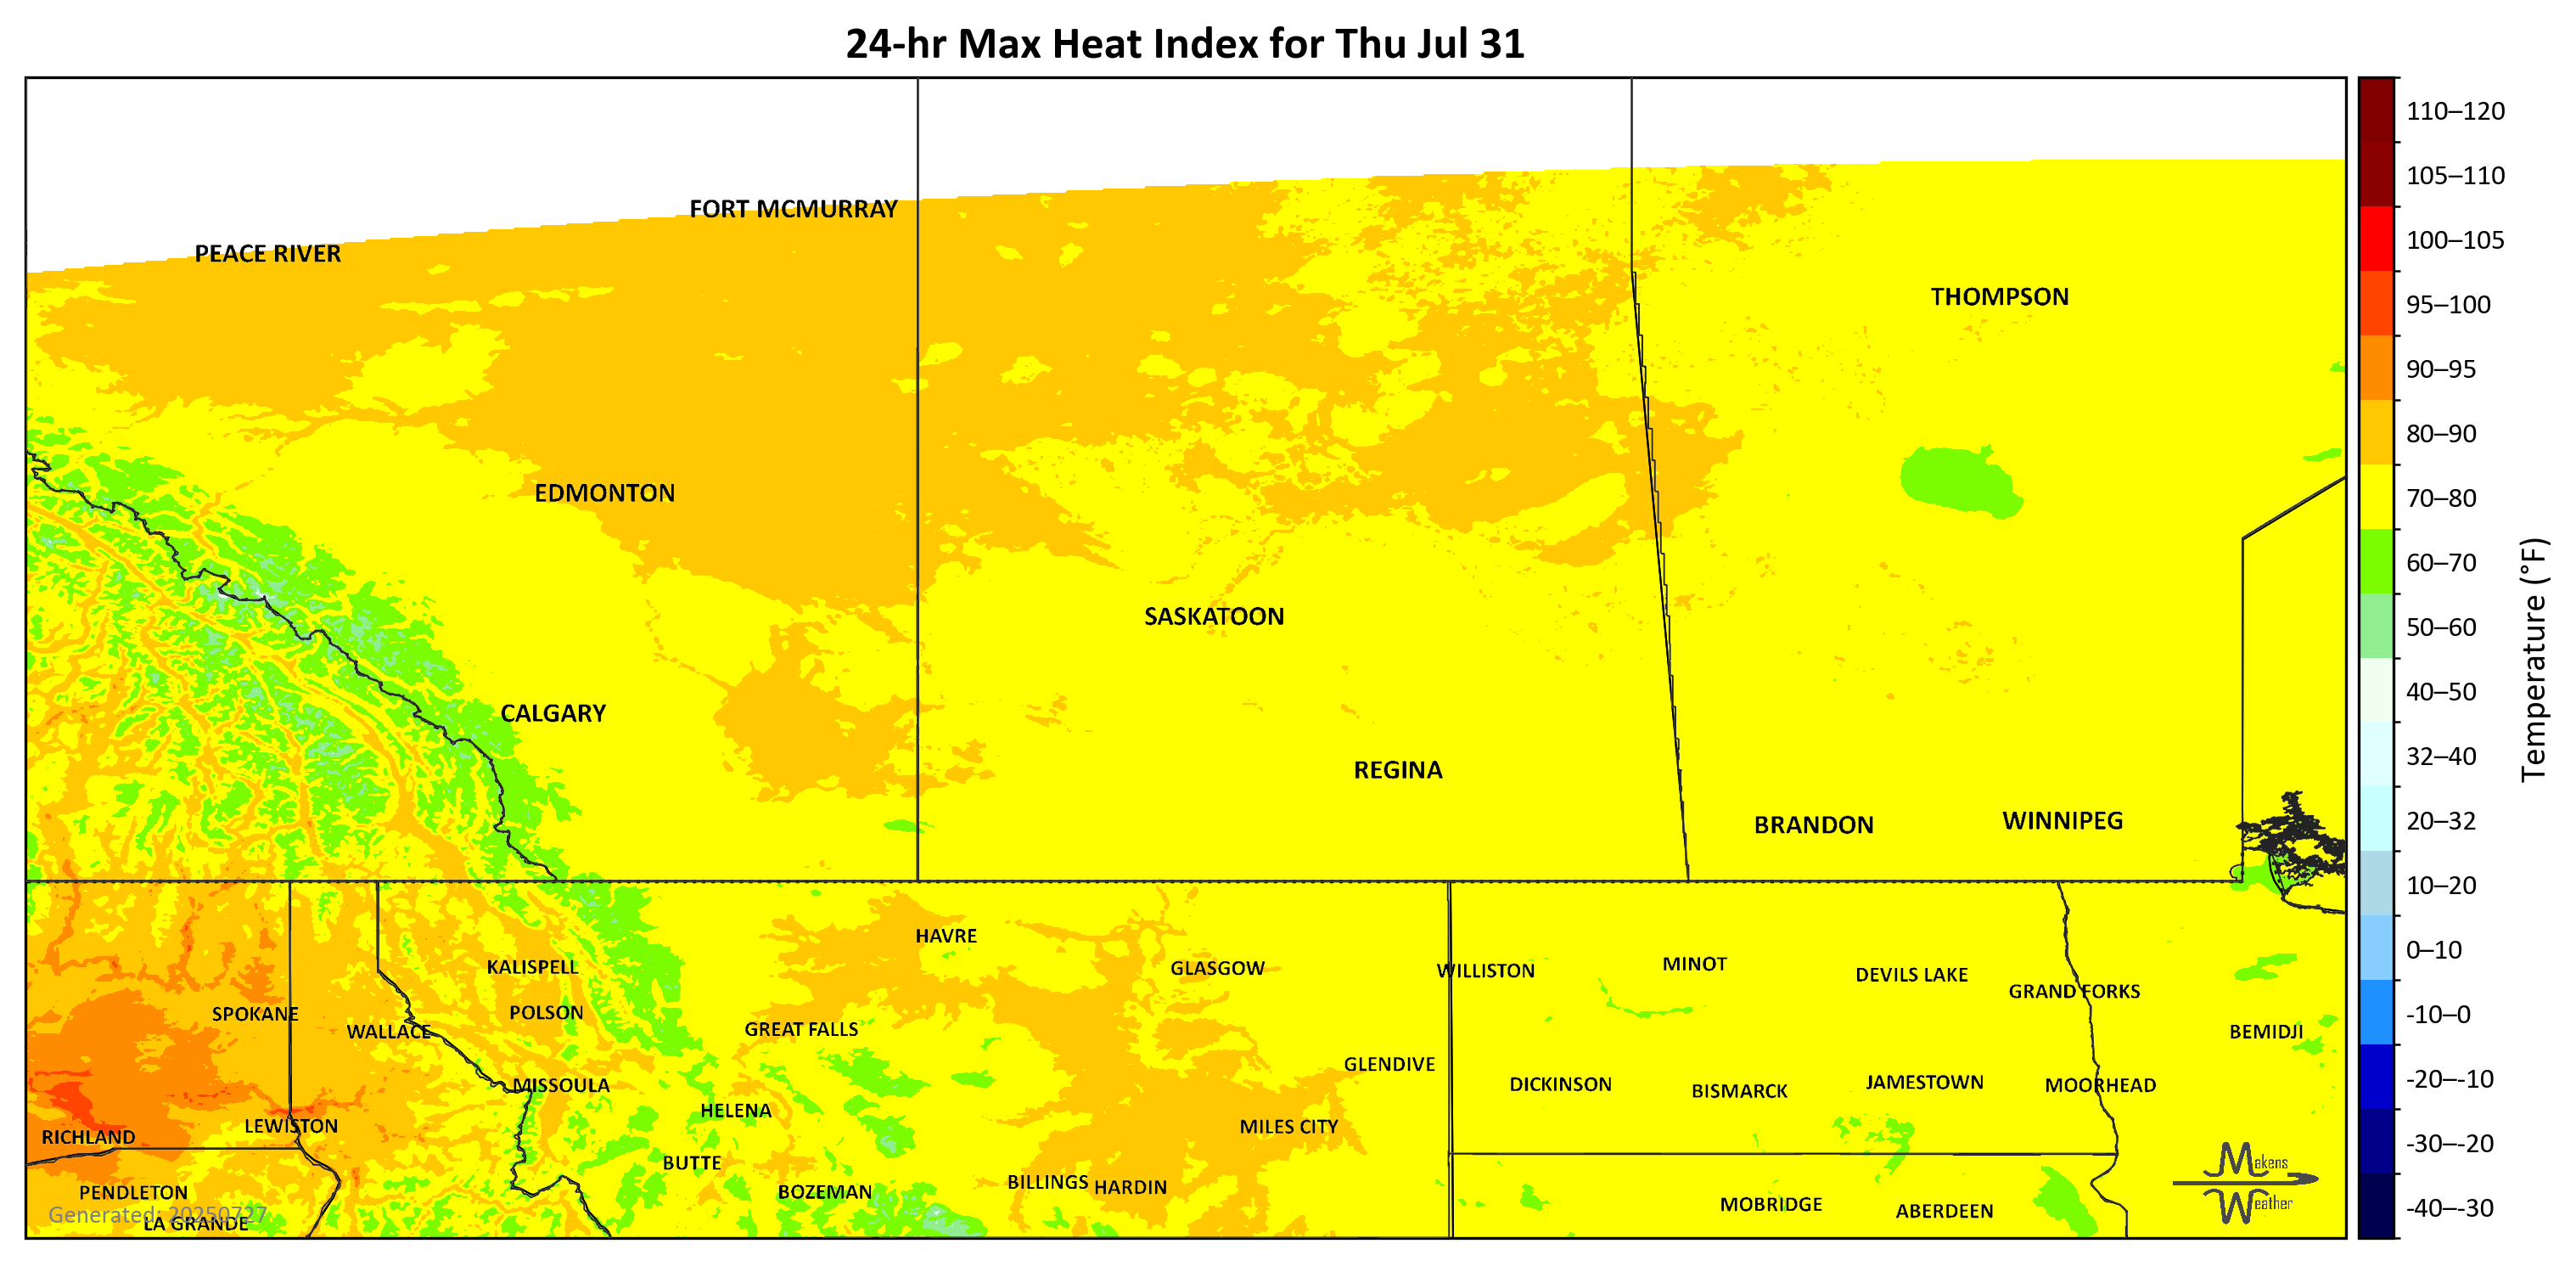 24-hr Max Heat Index for Thu Jul 31
FORT MCMURRAY
PEACE RIVER
THOMPSON
EDMONTON
SASKATOON
CALGARY
REGINA
BRANDON
WINNIPEG
HAVRE
KALISPELL
GLASGOW
WILLISTON
MINOT
DEVILS LAKE
GRAND FORKS
SPOKANE
POLSON
WALLACE
GREAT FALLS
BEMIDJI
GLENDIVE
MISSOULA
DICKINSON
BISMARCK
JAMESTOWN
MOORHEAD
HELENA
LEWISTON
MILES CITY
RICHLAND
BUTTE
BILLINGS
HARDIN
PENDLETON
BOZEMAN
MOBRIDGE
ABERDEEN
LA GRANDE
Generated: 20250727
Makens
Weather
110–120
105–110
100–105
95–100
90–95
80–90
70–80
60–70
50–60
40–50
32–40
20–32
10–20
0–10
-10–0
-20–-10
-30–-20
-40–-30
Temperature (°F)